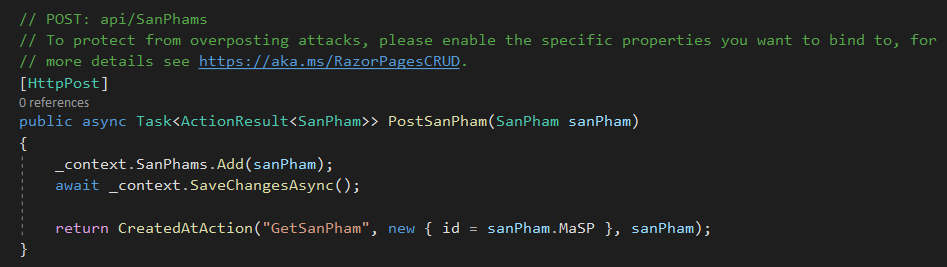 // POST: api/SanPhams
// To protect from overposting attacks, please enable the specific properties you want to bind to, for
// more details see https://aka.ms/RazorPagesCRUD.
[HttpPost]
0 references
public async Task<ActionResult<SanPham>> PostSanPham(SanPham sanPham)
{
    _context.SanPhams.Add(sanPham);
    await _context.SaveChangesAsync();

    return CreatedAtAction("GetSanPham", new { id = sanPham.MaSP }, sanPham);
}